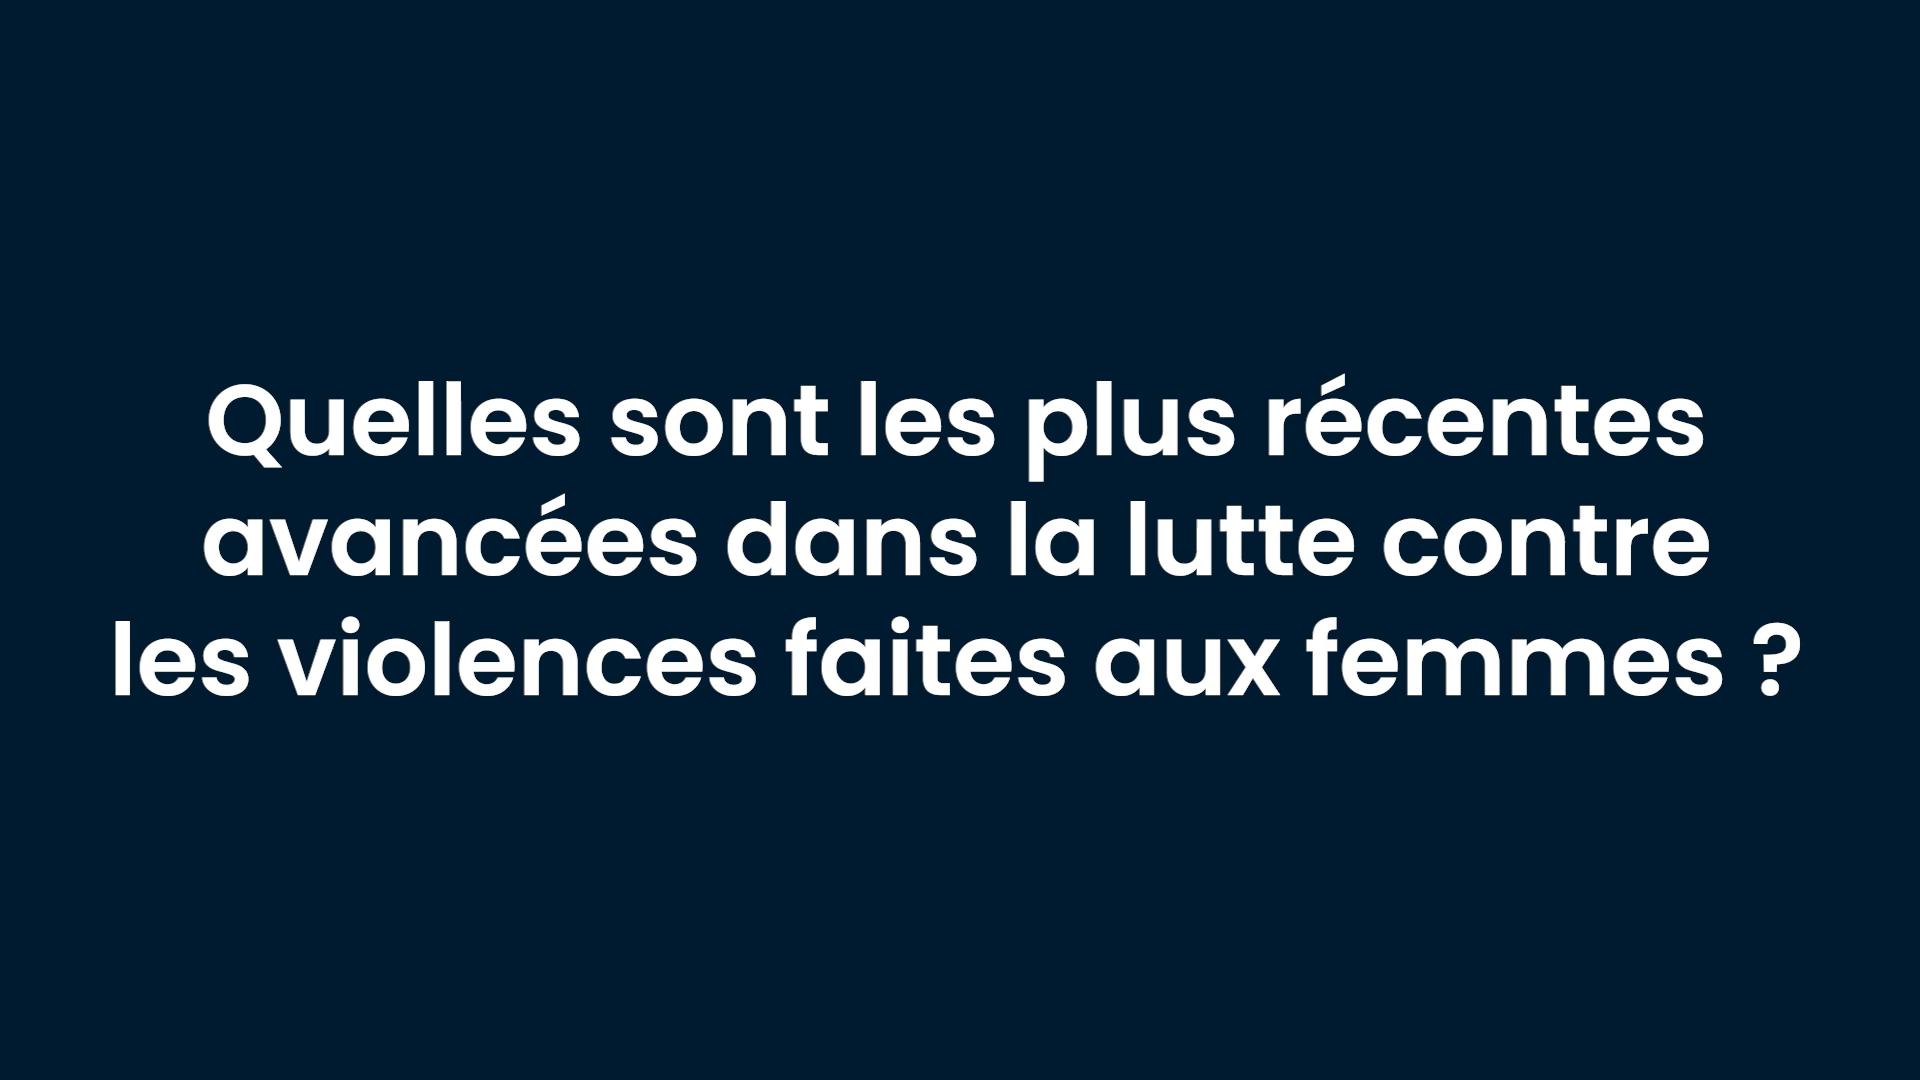 Quelles sont les plus récentes
avancées dans la lutte contre
les violences faites aux femmes ?